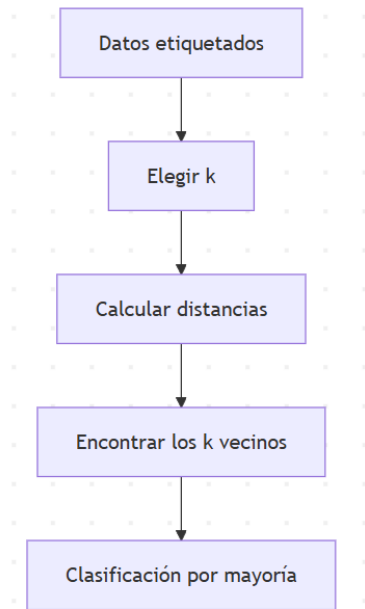 Datos etiquetados
Elegir k
Calcular distancias
Encontrar los k vecinos
Clasificación por mayoría